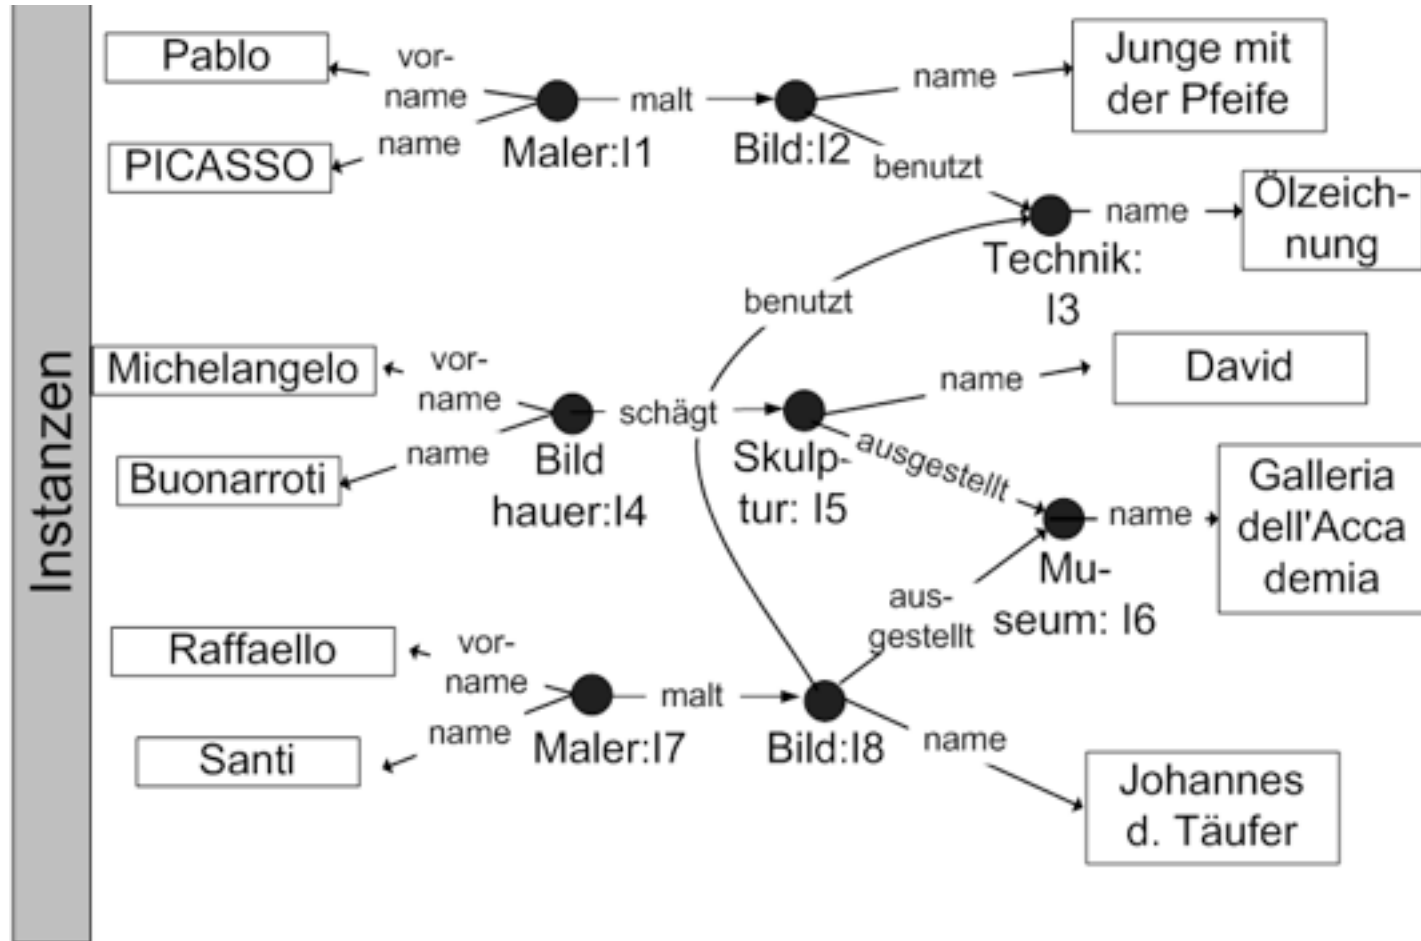 Instanzen
Pablo
vor-
name
PICASSO
name
Maler:I1
malt
Bild:I2
name
Junge mit
der Pfeife
benutzt
Technik:
I3
name
Ölzeich-
nung
benutzt
Michelangelo
vor-
name
Buonarroti
name
Bild
hauer:I4
schägt
Skulp-
tur: I5
name
David
ausgestellt
Mu-
seum: I6
name
Galleria
dell'Acca
demia
aus-
gestellt
Raffaello
vor-
name
Santi
name
Maler:I7
malt
Bild:I8
name
Johannes
d. Täufer